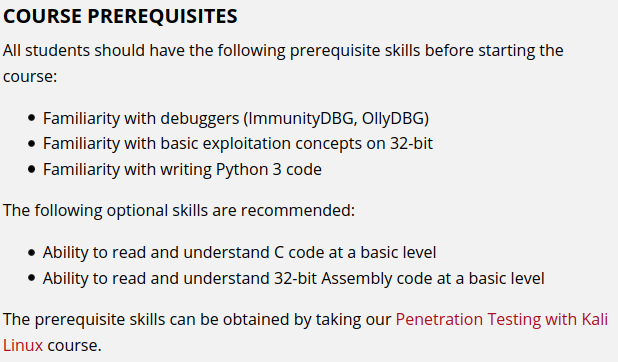 COURSE PREREQUISITES
All students should have the following prerequisite skills before starting the
course:
• Familiarity with debuggers (ImmunityDBG, OllyDBG)
• Familiarity with basic exploitation concepts on 32-bit
• Familiarity with writing Python 3 code
The following optional skills are recommended:
• Ability to read and understand C code at a basic level
• Ability to read and understand 32-bit Assembly code at a basic level
The prerequisite skills can be obtained by taking our Penetration Testing with Kali
Linux course.